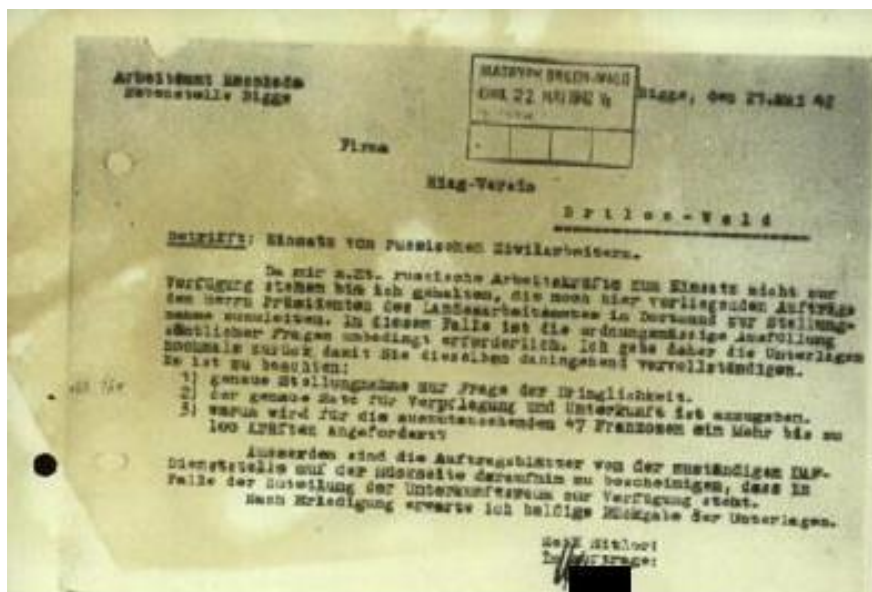 Arbeitsamt Meschede
Nebenstelle Bigge
22 MAI 1942
Bigge, den 27.Mai 42
Firma
Hiag-Verein
Brilon-Wald
Betrifft: Einsatz von russischen Zivilarbeitern.
Da mir z.Zt. russische Arbeitskräfte zum Einsatz nicht zur
Verfügung stehen bin ich gehalten, die noch hier vorliegenden Aufträge
dem Herrn Präsidenten des Landesarbeitsamtes in Dortmund zur Stellung-
nahme zuzuleiten. In diesem Falle ist die ordnungsmässige Ausfüllung
sämtlicher Fragen unbedingt erforderlich. Ich gebe daher die Unterlagen
nochmals zurück damit Sie dieselben dahingehend vervollständigen.
Es ist zu beachten:
1) genaue Stellungnahme zur Frage der Dringlichkeit.
2) der genaue Satz für Verpflegung und Unterkunft ist anzugeben.
3) warum wird für die auszutauschenden 47 Franzosen ein Mehr bis zu
100 Kräften angefordert?
Ausserdem sind die Auftragsblätter von der zuständigen DAF-
Dienststelle auf der Rückseite daraufhin zu bescheinigen, dass im
Falle der Zuteilung der Unterkunftsraum zur Verfügung steht.
Nach Erledigung erwarte ich baldige Rückgabe der Unterlagen.
Heil Hitler!
Im Auftrage: